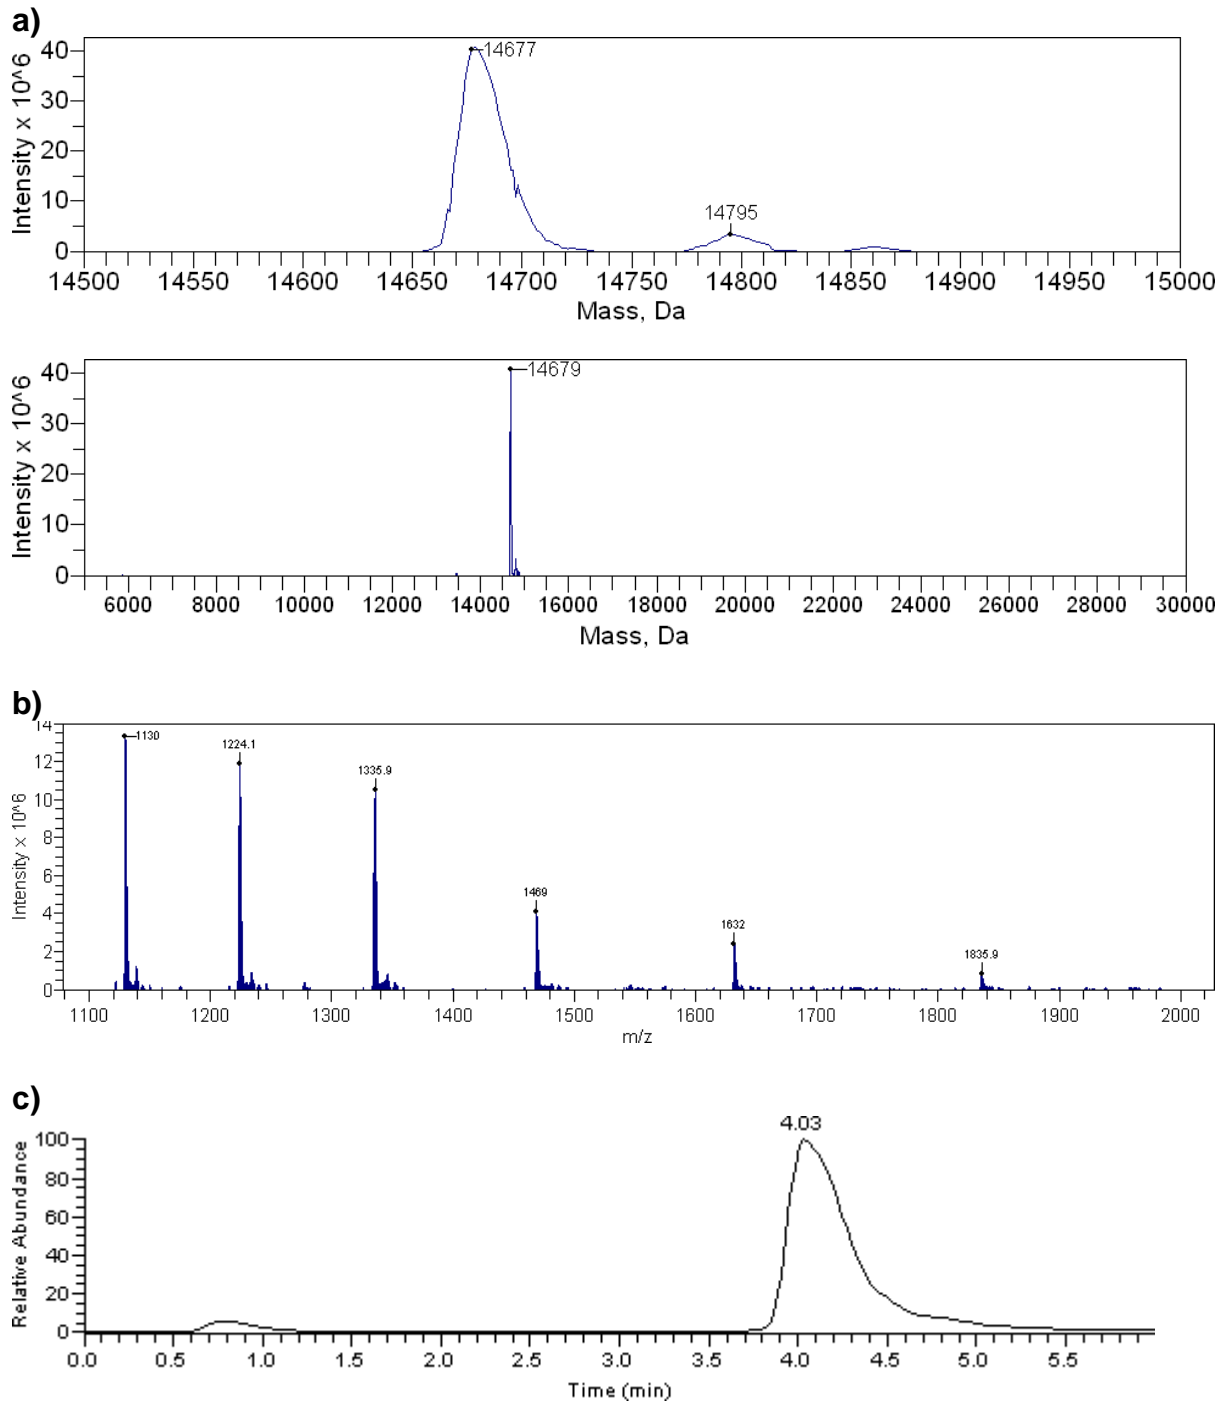 a)
Intensity x 10^6
40
30
20
10
0
14677
14795
14500 14550 14600 14650 14700 14750 14800 14850 14900 14950 15000
Mass, Da
Intensity x 10^6
40
30
20
10
0
14679
6000 8000 10000 12000 14000 16000 18000 20000 22000 24000 26000 28000 30000
Mass, Da
b)
Intensity x 10^6
14
12
10
8
6
4
2
0
1130
1224.1
1335.9
1469
1632
1835.9
1100 1200 1300 1400 1500 1600 1700 1800 1900 2000
m/z
c)
Relative Abundance
100
80
60
40
20
0
4.03
0.0 0.5 1.0 1.5 2.0 2.5 3.0 3.5 4.0 4.5 5.0 5.5
Time (min)